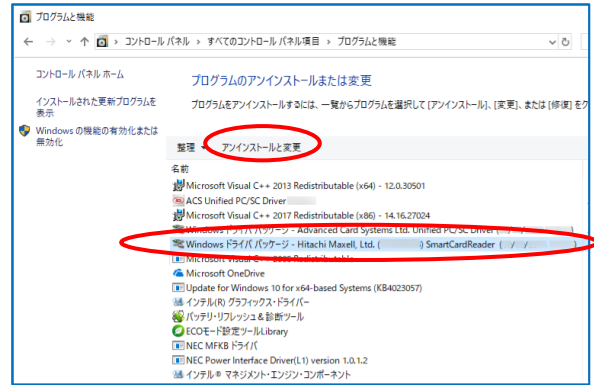 プログラムと機能
コントロール パネル › すべてのコントロール パネル項目 › プログラムと機能
コントロール パネル ホーム
インストールされた更新プログラムを
表示
Windows の機能の有効化または
無効化
プログラムのアンインストールまたは変更
プログラムをアンインストールするには、一覧からプログラムを選択して [アンインストール]、[変更]、または [修復] をク
整理 ▼ アンインストールと変更
名前
Microsoft Visual C++ 2013 Redistributable (x64) - 12.0.30501
ACS Unified PC/SC Driver
Microsoft Visual C++ 2017 Redistributable (x86) - 14.16.27024
Windows ドライバ パッケージ - Advanced Card Systems Ltd. Unified PC/SC Driver ( / / )
Windows ドライバ パッケージ - Hitachi Maxell, Ltd. ( ) SmartCardReader ( / / )
Microsoft Visual C++ 2008 Redistributable
Microsoft OneDrive
Update for Windows 10 for x64-based Systems (KB4023057)
インテル(R) グラフィックス・ドライバー
バッテリ・リフレッシュ＆診断ツール
ECOモード設定ツールLibrary
NEC MFKB ドライバ
NEC Power Interface Driver(L1) version 1.0.1.2
インテル® マネジメント・エンジン・コンポーネント